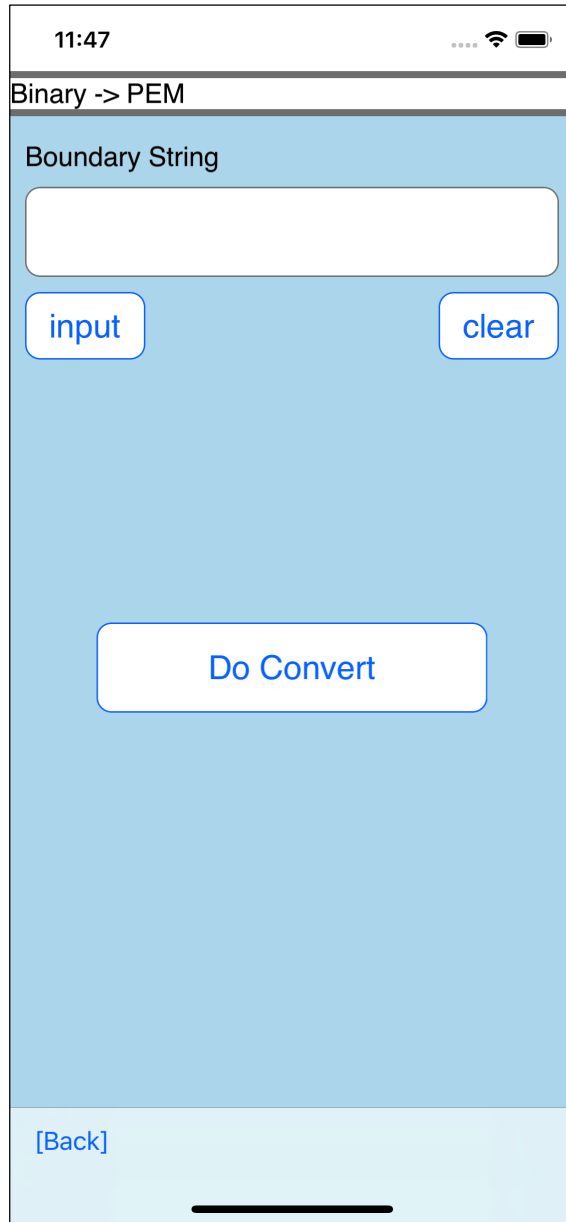 11:47
Binary -> PEM
Boundary String
input
clear
Do Convert
[Back]